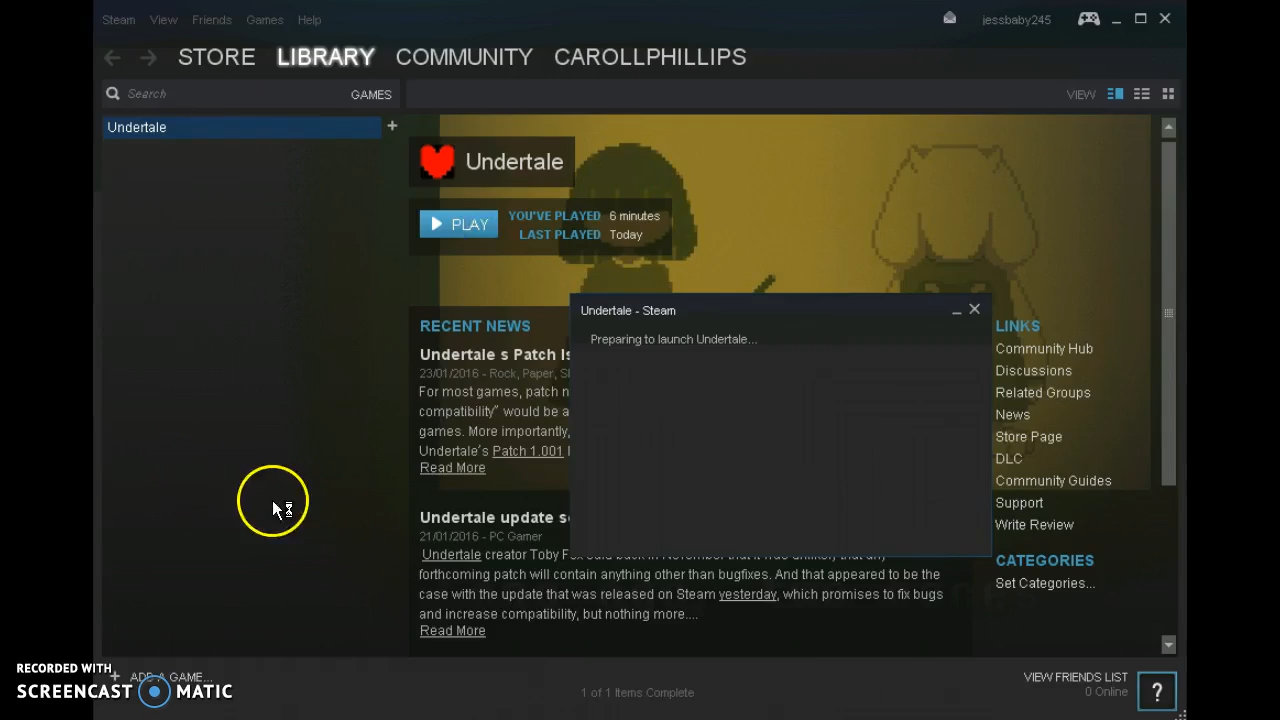 Steam View Friends Games Help
jessbaby245
STORE LIBRARY COMMUNITY CAROLLPHILLIPS
Search
GAMES
VIEW
Undertale
+
Undertale
PLAY
YOU'VE PLAYED 6 minutes
LAST PLAYED Today
Undertale - Steam
Preparing to launch Undertale...
RECENT NEWS
Undertale s Patch
23/01/2016 - Rock, Paper,
For most games, patch
compatibility" would be a
games. More importantly,
Undertale's Patch 1.001
Read More
Undertale update
21/01/2016 - PC Gamer
Undertale creator Toby Fox said back in November that
forthcoming patch will contain anything other than bugfixes. And that appeared to be the
case with the update that was released on Steam yesterday, which promises to fix bugs
and increase compatibility, but nothing more....
Read More
LINKS
Community Hub
Discussions
Related Groups
News
Store Page
DLC
Community Guides
Support
Write Review
CATEGORIES
Set Categories...
RECORDED WITH
SCREENCAST MATIC
+ ADD A GAME...
1 of 1 Items Complete
VIEW FRIENDS LIST
0 Online
?